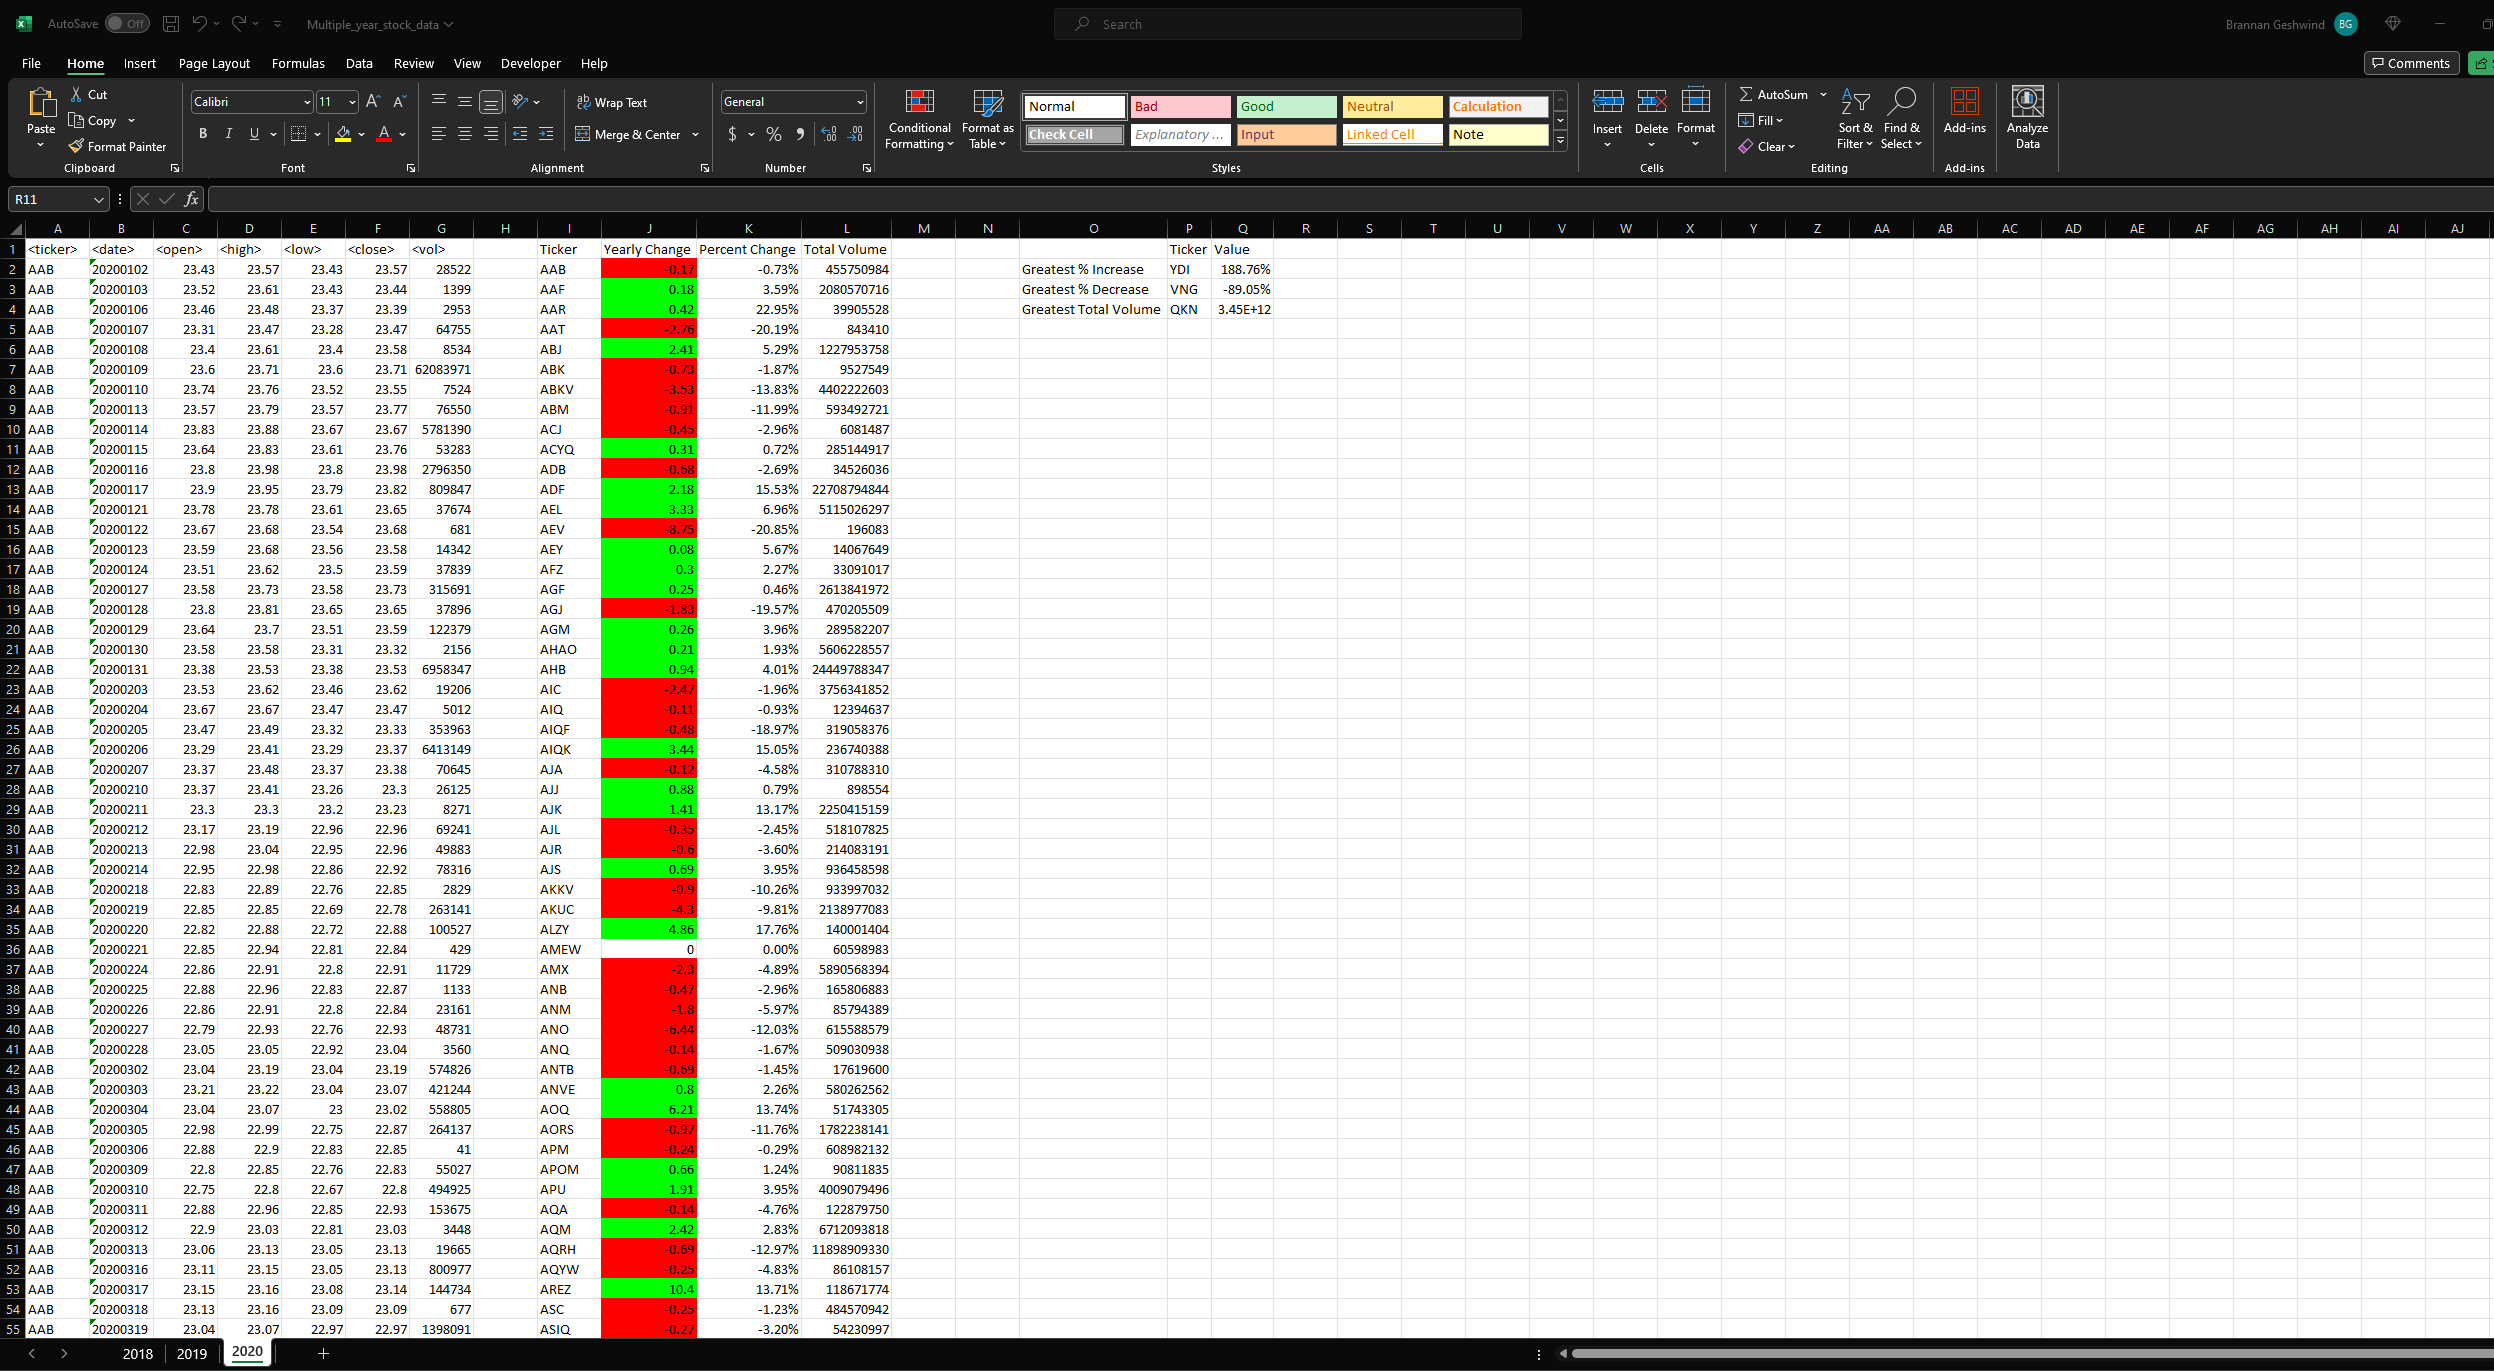 AutoSave Off Multiple_year_stock_data Search Brannan Geshwind BG
File Home Insert Page Layout Formulas Data Review View Developer Help Comments
Paste Cut Copy Format Painter Clipboard
Calibri 11 B I U A Font
Wrap Text Merge & Center Alignment
General $ % Number
Conditional Formatting Format as Table
Normal Bad Good Neutral Calculation
Check Cell Explanatory ... Input Linked Cell Note
Styles
Insert Delete Format Cells
AutoSum Fill Clear Sort & Filter Find & Select Editing
Add-ins Add-ins
Analyze Data
R11 fx
A B C D E F G H I J K L M N O P Q R S T U V W X Y Z AA AB AC AD AE AF AG AH AI AJ
1 <ticker> <date> <open> <high> <low> <close> <vol> Ticker Yearly Change Percent Change Total Volume Ticker Value
2 AAB 20200102 23.43 23.57 23.43 23.57 28522 AAB -0.17 -0.73% 455750984 Greatest % Increase YDI 188.76%
3 AAB 20200103 23.52 23.61 23.43 23.44 1399 AAF 0.18 3.59% 2080570716 Greatest % Decrease VNG -89.05%
4 AAB 20200106 23.46 23.48 23.37 23.39 2953 AAR 0.42 22.95% 39905528 Greatest Total Volume QKN 3.45E+12
5 AAB 20200107 23.31 23.47 23.28 23.47 64755 AAT -2.76 -20.19% 843410
6 AAB 20200108 23.4 23.61 23.4 23.58 8534 ABJ 2.41 5.29% 1227953758
7 AAB 20200109 23.6 23.71 23.6 23.71 62083971 ABK -0.73 -1.87% 9527549
8 AAB 20200110 23.74 23.76 23.52 23.55 7524 ABKV -3.53 -13.83% 4402222603
9 AAB 20200113 23.57 23.79 23.57 23.77 76550 ABM -0.91 -11.99% 593492721
10 AAB 20200114 23.83 23.88 23.67 23.67 5781390 ACJ -0.45 -2.96% 6081487
11 AAB 20200115 23.64 23.83 23.61 23.76 53283 ACYQ 0.31 0.72% 285144917
12 AAB 20200116 23.8 23.98 23.8 23.98 2796350 ADB -0.68 -2.69% 34526036
13 AAB 20200117 23.9 23.95 23.79 23.82 809847 ADF 2.18 15.53% 22708794844
14 AAB 20200121 23.78 23.78 23.61 23.65 37674 AEL 3.33 6.96% 5115026297
15 AAB 20200122 23.67 23.68 23.54 23.68 681 AEV -8.75 -20.85% 196083
16 AAB 20200123 23.59 23.68 23.56 23.58 14342 AEY 0.08 5.67% 14067649
17 AAB 20200124 23.51 23.62 23.5 23.59 37839 AFZ 0.3 2.27% 33091017
18 AAB 20200127 23.58 23.73 23.58 23.73 315691 AGF 0.25 0.46% 2613841972
19 AAB 20200128 23.8 23.81 23.65 23.65 37896 AGJ -1.83 -19.57% 470205509
20 AAB 20200129 23.64 23.7 23.51 23.59 122379 AGM 0.26 3.96% 289582207
21 AAB 20200130 23.58 23.58 23.31 23.32 2156 AHAO 0.21 1.93% 5606228557
22 AAB 20200131 23.38 23.53 23.38 23.53 6958347 AHB 0.94 4.01% 24449788347
23 AAB 20200203 23.53 23.62 23.46 23.62 19206 AIC -2.47 -1.96% 3756341852
24 AAB 20200204 23.67 23.67 23.47 23.47 5012 AIQ -0.11 -0.93% 12394637
25 AAB 20200205 23.47 23.49 23.32 23.33 353963 AIQF -0.48 -18.97% 319058376
26 AAB 20200206 23.29 23.41 23.29 23.37 6413149 AIQK 3.44 15.05% 236740388
27 AAB 20200207 23.37 23.48 23.37 23.38 70645 AJA -0.12 -4.58% 310788310
28 AAB 20200210 23.37 23.41 23.26 23.3 26125 AJJ 0.88 0.79% 898554
29 AAB 20200211 23.3 23.3 23.2 23.23 8271 AJK 1.41 13.17% 2250415159
30 AAB 20200212 23.17 23.19 22.96 22.96 69241 AJL -0.35 -2.45% 518107825
31 AAB 20200213 22.98 23.04 22.95 22.96 49883 AJR -0.6 -3.60% 214083191
32 AAB 20200214 22.95 22.98 22.86 22.92 78316 AJS 0.69 3.95% 936458598
33 AAB 20200218 22.83 22.89 22.76 22.85 2829 AKKV -0.9 -10.26% 933997032
34 AAB 20200219 22.85 22.85 22.69 22.78 263141 AKUC -4.3 -9.81% 2138977083
35 AAB 20200220 22.82 22.88 22.72 22.88 100527 ALZY 4.86 17.76% 140001404
36 AAB 20200221 22.85 22.94 22.81 22.84 429 AMEW 0 0.00% 60598983
37 AAB 20200224 22.86 22.91 22.8 22.91 11729 AMX -2.3 -4.89% 5890568394
38 AAB 20200225 22.88 22.96 22.83 22.87 1133 ANB -0.47 -2.96% 165806883
39 AAB 20200226 22.86 22.91 22.8 22.84 23161 ANM -1.8 -5.97% 85794389
40 AAB 20200227 22.79 22.93 22.76 22.93 48731 ANO -6.44 -12.03% 615588579
41 AAB 20200228 23.05 23.05 22.92 23.04 3560 ANQ -0.14 -1.67% 509030938
42 AAB 20200302 23.04 23.19 23.04 23.19 574826 ANTB -0.69 -1.45% 17619600
43 AAB 20200303 23.21 23.22 23.04 23.07 421244 ANVE 0.8 2.26% 580262562
44 AAB 20200304 23.04 23.07 23 23.02 558805 AOQ 6.21 13.74% 51743305
45 AAB 20200305 22.98 22.99 22.75 22.87 264137 AORS -0.97 -11.76% 1782238141
46 AAB 20200306 22.88 22.9 22.83 22.85 41 APM -0.24 -0.29% 608982132
47 AAB 20200309 22.8 22.85 22.76 22.83 55027 APOM 0.66 1.24% 90811835
48 AAB 20200310 22.75 22.8 22.67 22.8 494925 APU 1.91 3.95% 4009079496
49 AAB 20200311 22.88 22.96 22.85 22.93 153675 AQA -0.14 -4.76% 122879750
50 AAB 20200312 22.9 23.03 22.81 23.03 3448 AQM 2.42 2.83% 6712093818
51 AAB 20200313 23.06 23.13 23.05 23.13 19665 AQRH -0.69 -12.97% 11898909330
52 AAB 20200316 23.11 23.15 23.05 23.13 800977 AQYW -0.25 -4.83% 86108157
53 AAB 20200317 23.15 23.16 23.08 23.14 144734 AREZ 10.4 13.71% 118671774
54 AAB 20200318 23.13 23.16 23.09 23.09 677 ASC -0.25 -1.23% 484570942
55 AAB 20200319 23.04 23.07 22.97 22.97 1398091 ASIQ -0.27 -3.20% 54230997
2018 2019 2020